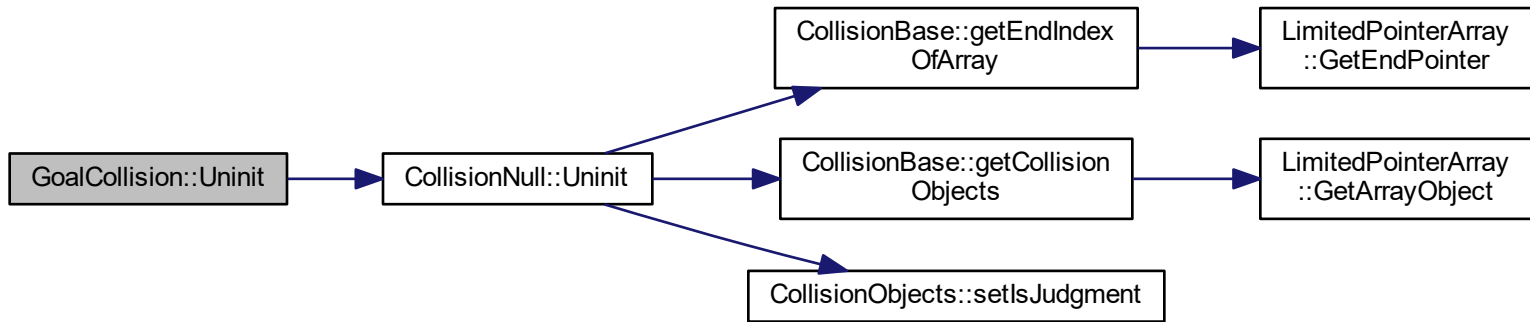 GoalCollision::Uninit
CollisionNull::Uninit
CollisionBase::getEndIndex
OfArray
LimitedPointerArray
::GetEndPointer
CollisionBase::getCollision
Objects
LimitedPointerArray
::GetArrayObject
CollisionObjects::setIsJudgment